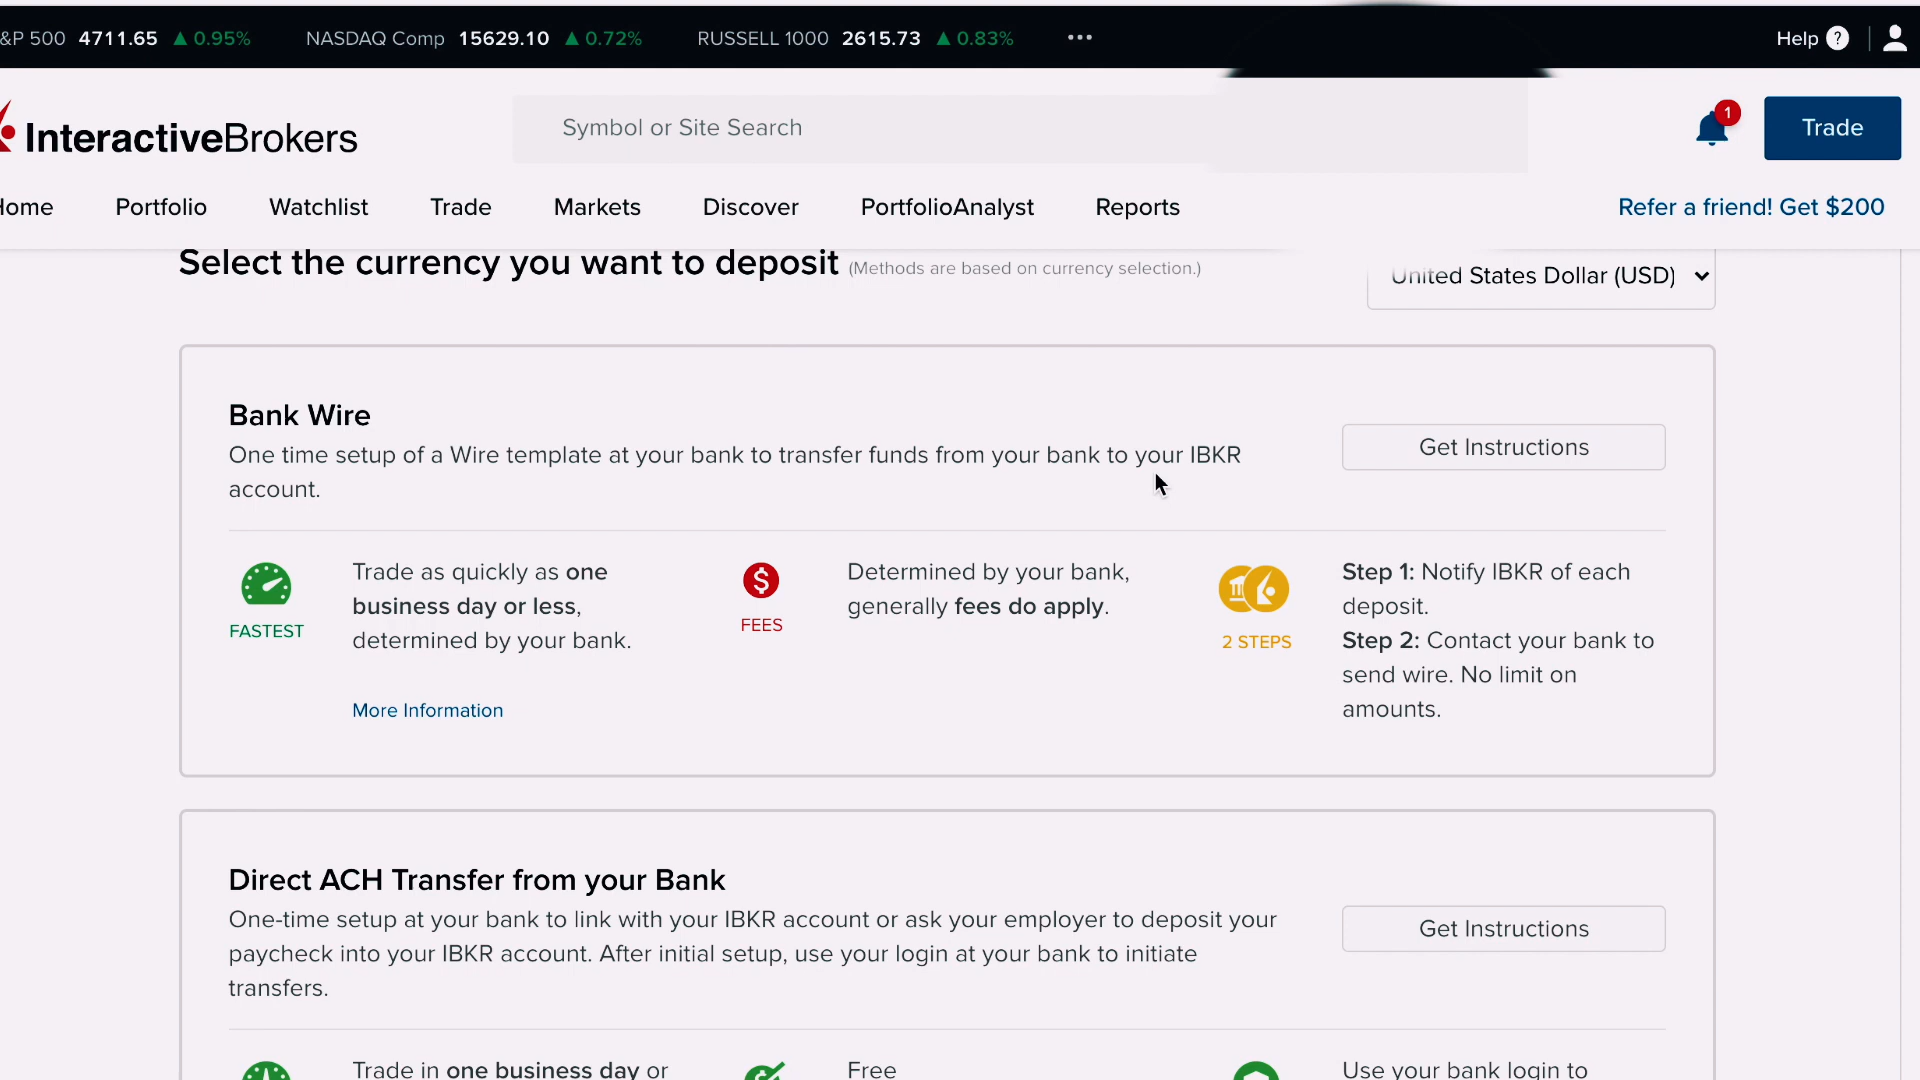 &P 500 4711.65 ▲ 0.95% NASDAQ Comp 15629.10 ▲ 0.72% RUSSELL 1000 2615.73 ▲ 0.83% ••• Help ?
InteractiveBrokers
Symbol or Site Search
1
Trade
Home Portfolio Watchlist Trade Markets Discover PortfolioAnalyst Reports Refer a friend! Get $200
Select the currency you want to deposit (Methods are based on currency selection.) United States Dollar (USD)
Bank Wire
One time setup of a Wire template at your bank to transfer funds from your bank to your IBKR
account.
Get Instructions
FASTEST
Trade as quickly as one
business day or less,
determined by your bank.
More Information
$
FEES
Determined by your bank,
generally fees do apply.
2 STEPS
Step 1: Notify IBKR of each
deposit.
Step 2: Contact your bank to
send wire. No limit on
amounts.
Direct ACH Transfer from your Bank
One-time setup at your bank to link with your IBKR account or ask your employer to deposit your
paycheck into your IBKR account. After initial setup, use your login at your bank to initiate
transfers.
Get Instructions
Trade in one business day or
Free
Use your bank login to